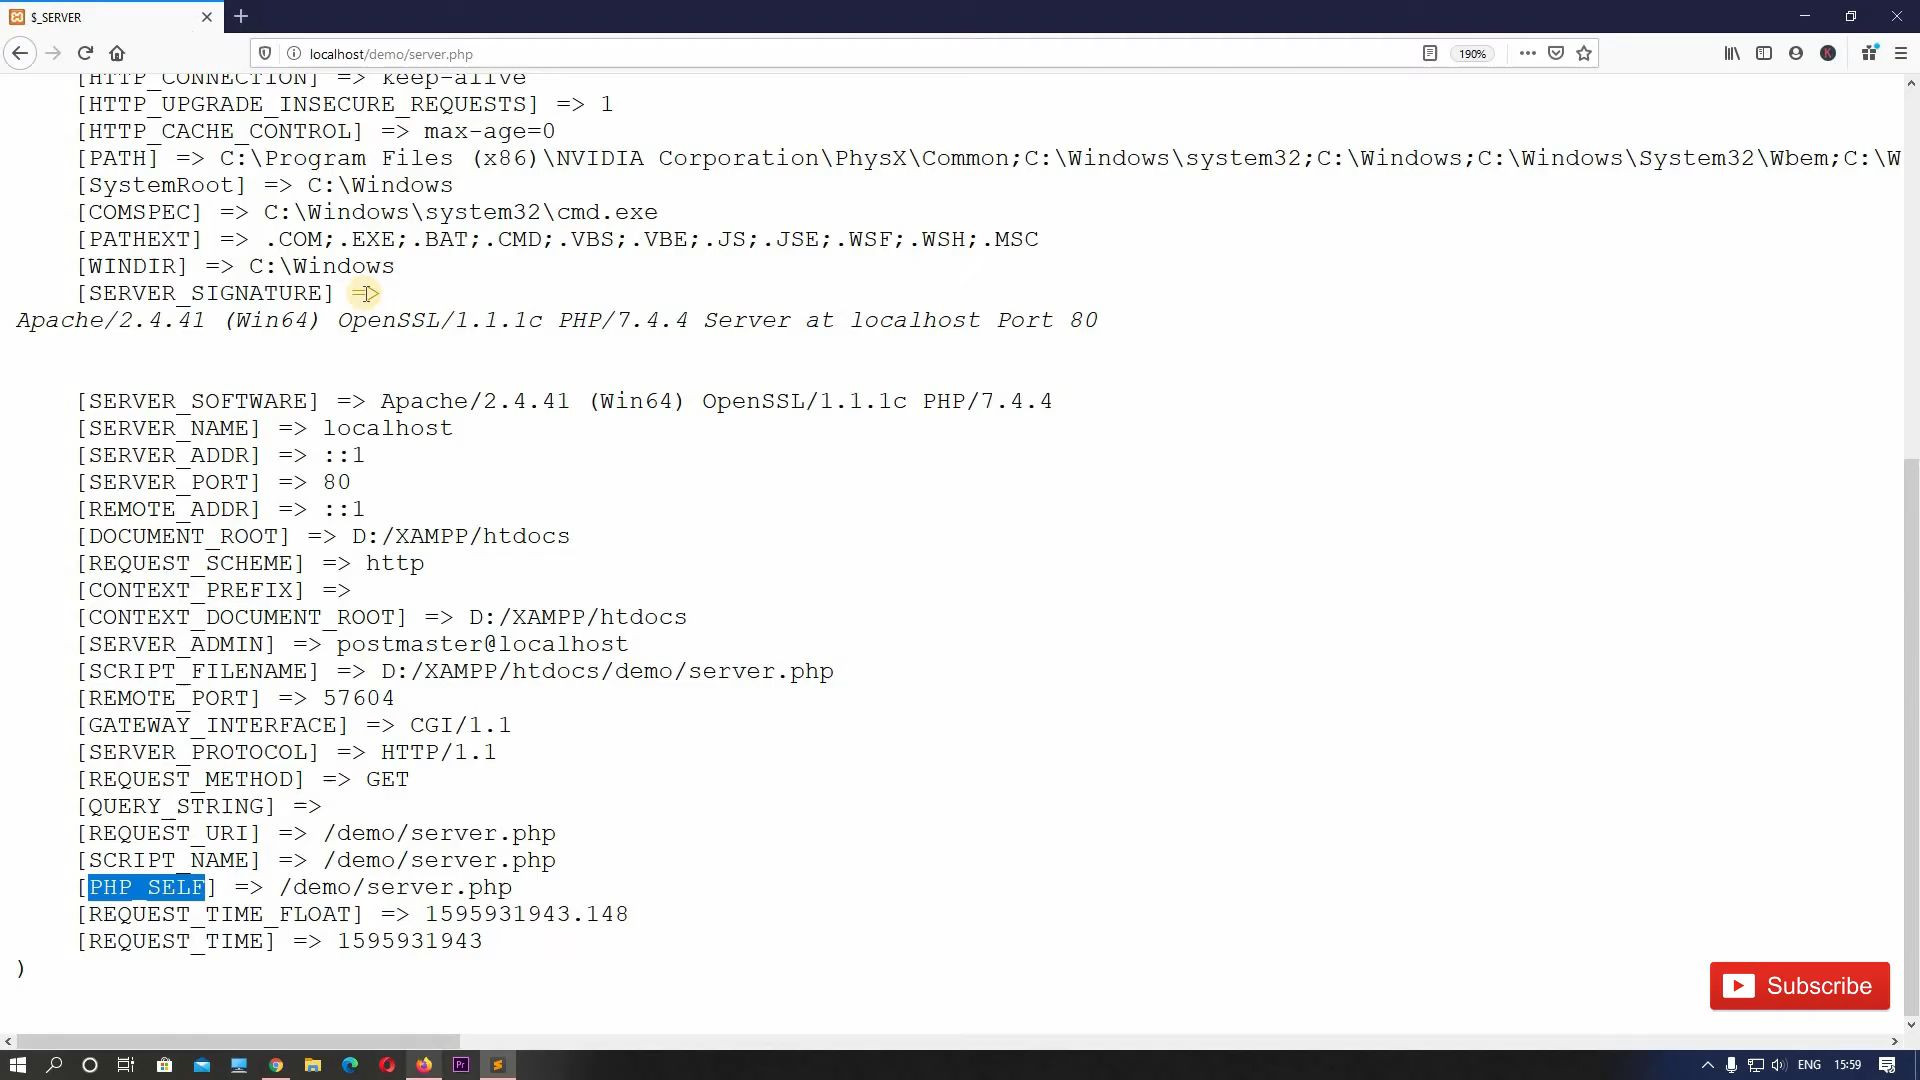 $_SERVER
localhost/demo/server.php
190%
[HTTP_CONNECTION] => keep-alive
[HTTP_UPGRADE_INSECURE_REQUESTS] => 1
[HTTP_CACHE_CONTROL] => max-age=0
[PATH] => C:\Program Files (x86)\NVIDIA Corporation\PhysX\Common;C:\Windows\system32;C:\Windows;C:\Windows\System32\Wbem;C:\W
[SystemRoot] => C:\Windows
[COMSPEC] => C:\Windows\system32\cmd.exe
[PATHEXT] => .COM;.EXE;.BAT;.CMD;.VBS;.VBE;.JS;.JSE;.WSF;.WSH;.MSC
[WINDIR] => C:\Windows
[SERVER_SIGNATURE] =>
Apache/2.4.41 (Win64) OpenSSL/1.1.1c PHP/7.4.4 Server at localhost Port 80
[SERVER_SOFTWARE] => Apache/2.4.41 (Win64) OpenSSL/1.1.1c PHP/7.4.4
[SERVER_NAME] => localhost
[SERVER_ADDR] => ::1
[SERVER_PORT] => 80
[REMOTE_ADDR] => ::1
[DOCUMENT_ROOT] => D:/XAMPP/htdocs
[REQUEST_SCHEME] => http
[CONTEXT_PREFIX] =>
[CONTEXT_DOCUMENT_ROOT] => D:/XAMPP/htdocs
[SERVER_ADMIN] => postmaster@localhost
[SCRIPT_FILENAME] => D:/XAMPP/htdocs/demo/server.php
[REMOTE_PORT] => 57604
[GATEWAY_INTERFACE] => CGI/1.1
[SERVER_PROTOCOL] => HTTP/1.1
[REQUEST_METHOD] => GET
[QUERY_STRING] =>
[REQUEST_URI] => /demo/server.php
[SCRIPT_NAME] => /demo/server.php
[PHP_SELF] => /demo/server.php
[REQUEST_TIME_FLOAT] => 1595931943.148
[REQUEST_TIME] => 1595931943
)
Subscribe
Pr
ENG 15:59